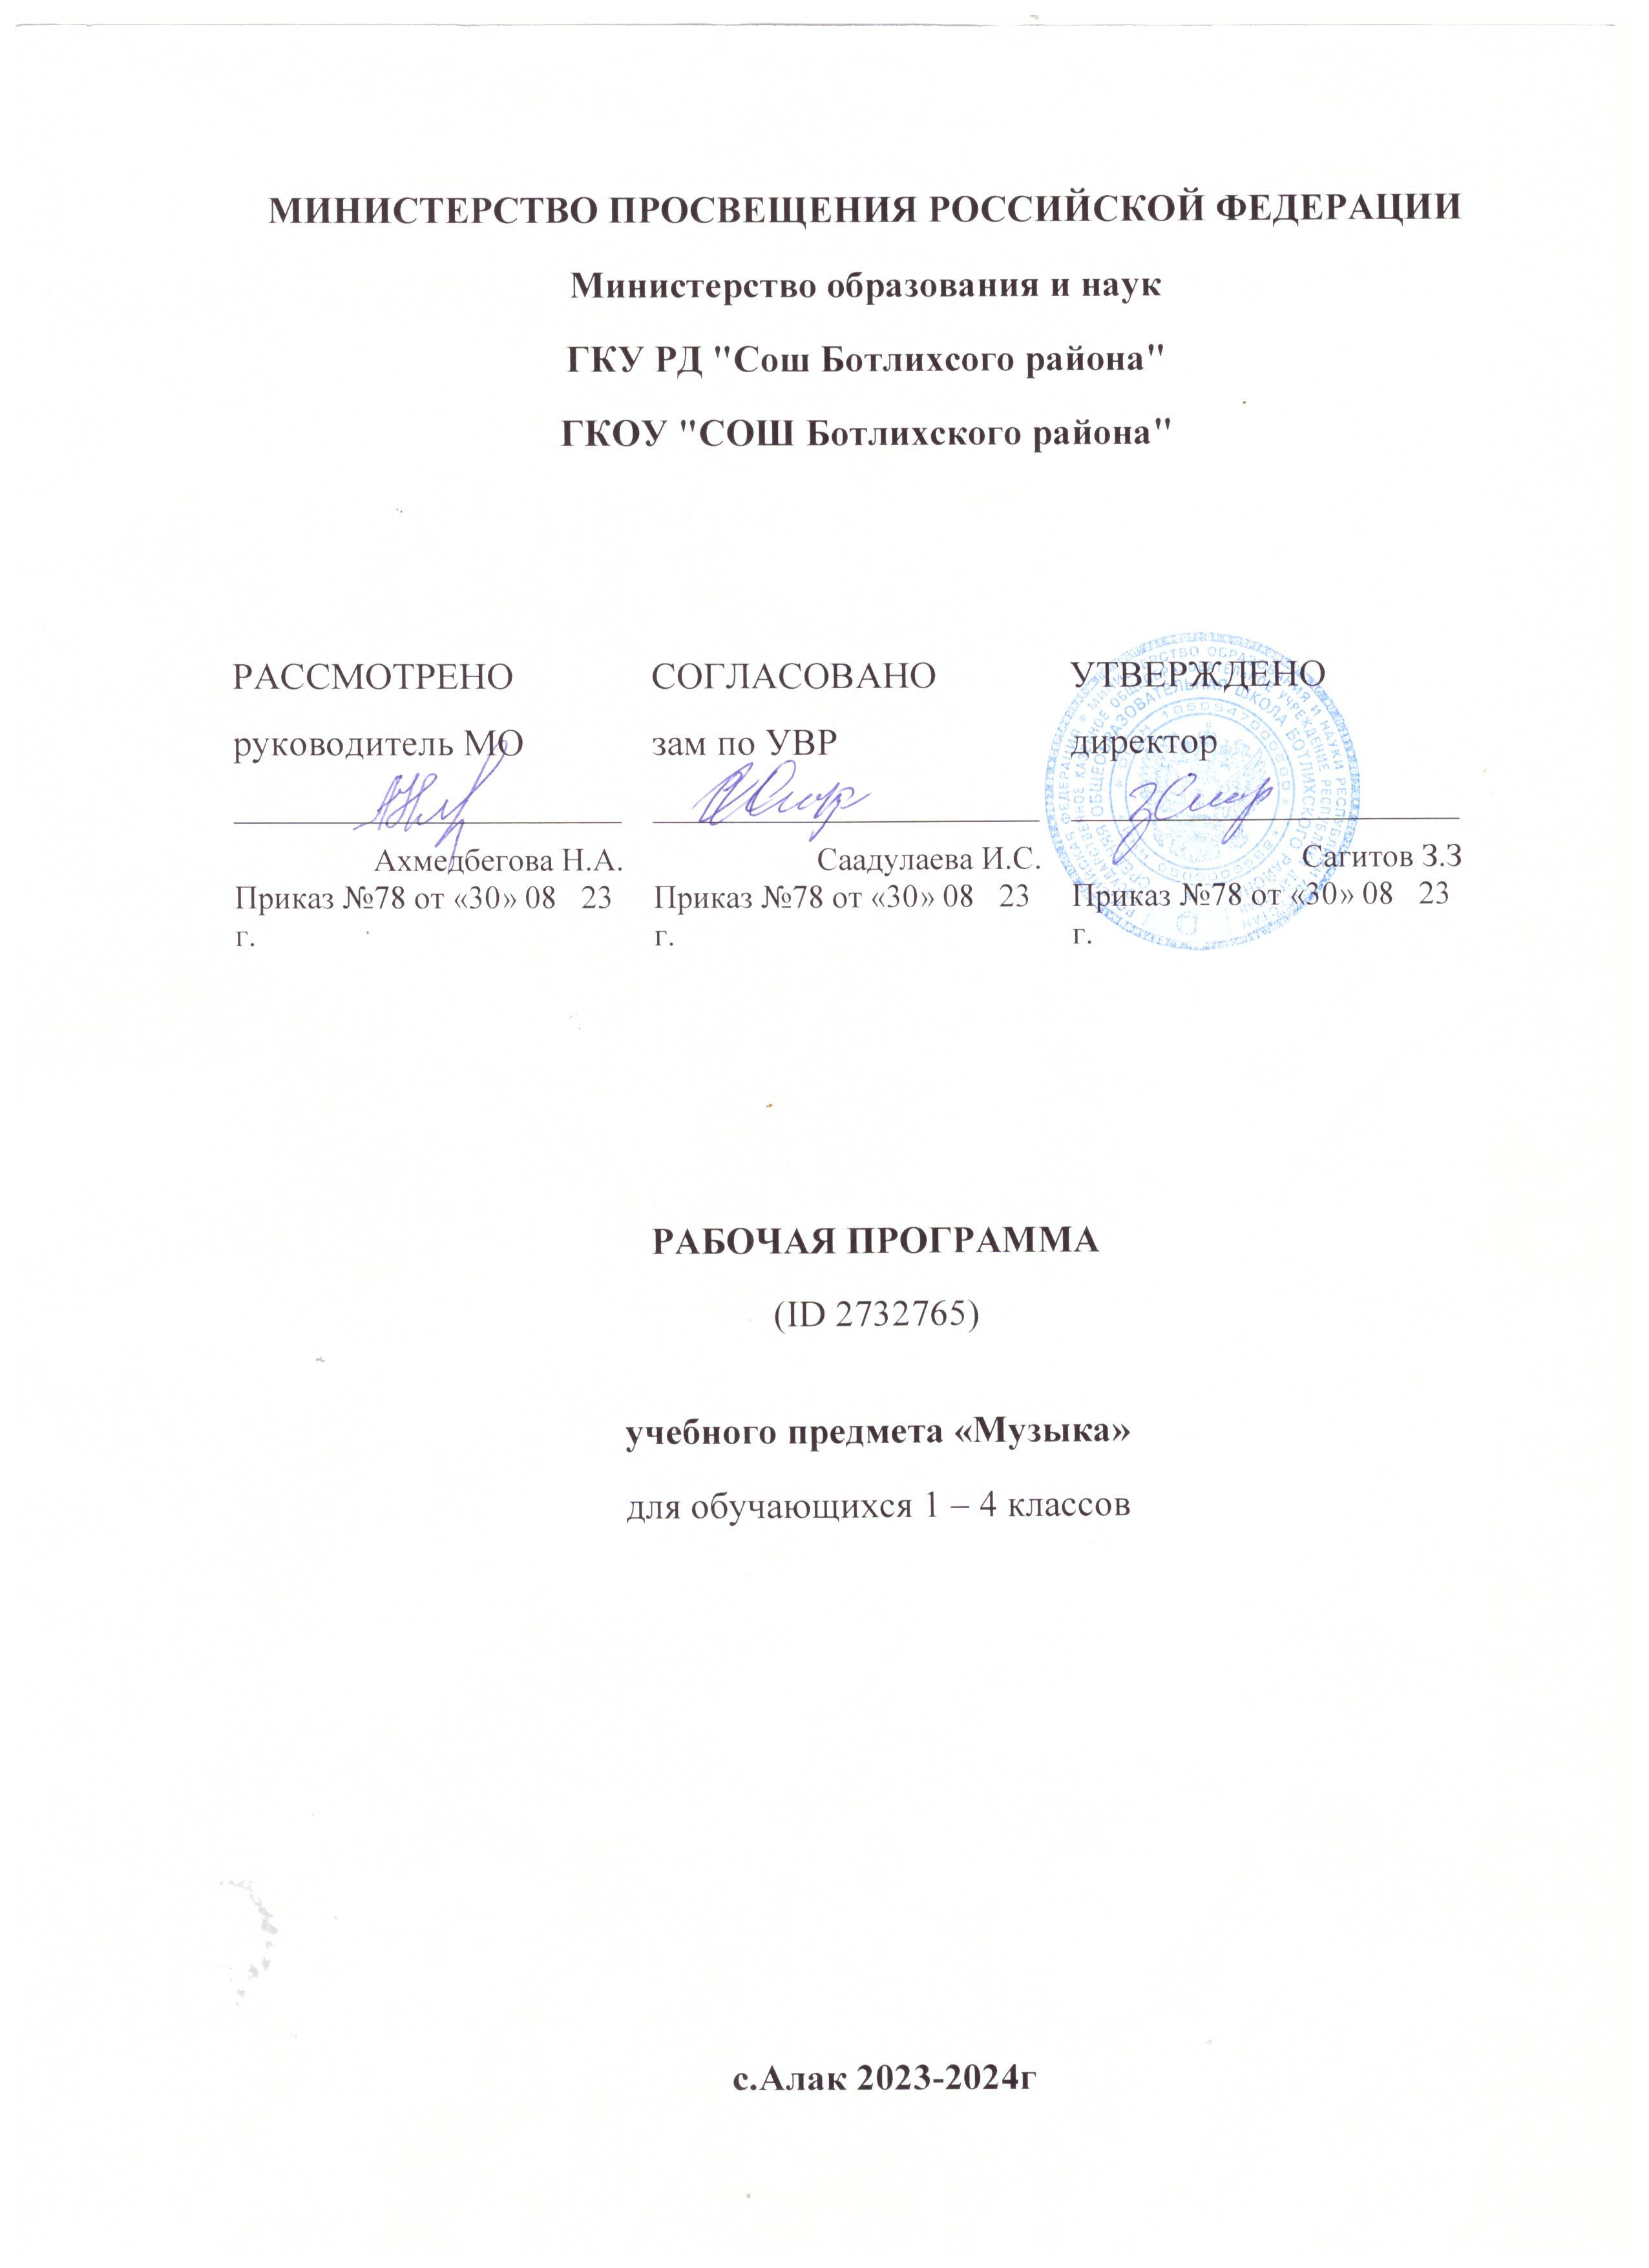 МИНИСТЕРСТВО ПРОСВЕЩЕНИЯ РОССИЙСКОЙ ФЕДЕРАЦИИ
Министерство образования и наук
ГКУ РД "Сош Ботлихсого района"
ГКОУ "СОШ Ботлихского района"
РАССМОТРЕНО
руководитель МО
Ахмедбегова Н.А.
Приказ №78 от «30» 08 23
г.
СОГЛАСОВАНО
зам по УВР
Саадулаева И.С.
Приказ №78 от «30» 08 23
г.
УТВЕРЖДЕНО
директор
Сагитов З.З
Приказ №78 от «30» 08 23
г.
РАБОЧАЯ ПРОГРАММА
(ID 2732765)
учебного предмета «Музыка»
для обучающихся 1 – 4 классов
с.Алак 2023-2024г